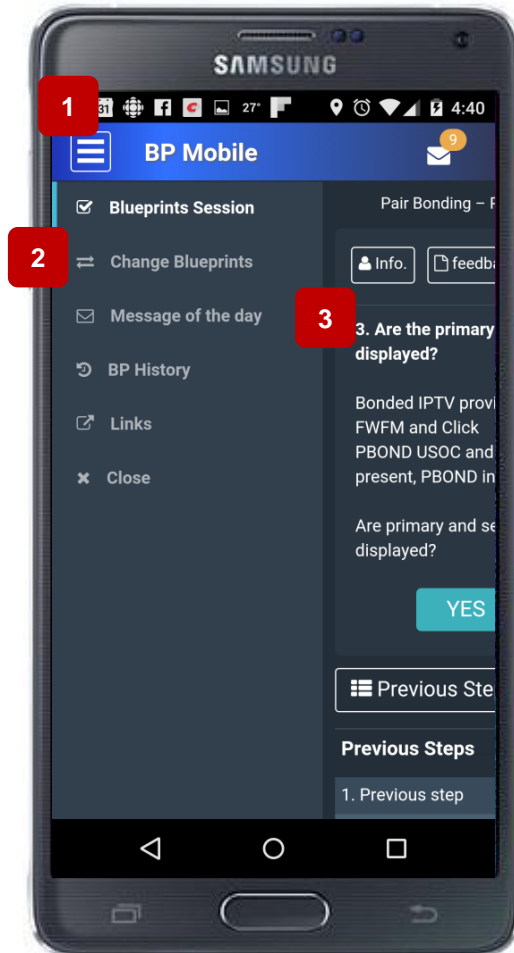 SAMSUNG
1
31
27°
4:40
BP Mobile
9
Blueprints Session
Pair Bonding –
2
Change Blueprints
Info.
feedba
Message of the day
3
3. Are the primary
displayed?
BP History
Bonded IPTV provi
Links
FWFM and Click
PBOND USOC and
Close
present, PBOND in
Are primary and se
displayed?
YES
Previous Ste
Previous Steps
1. Previous step